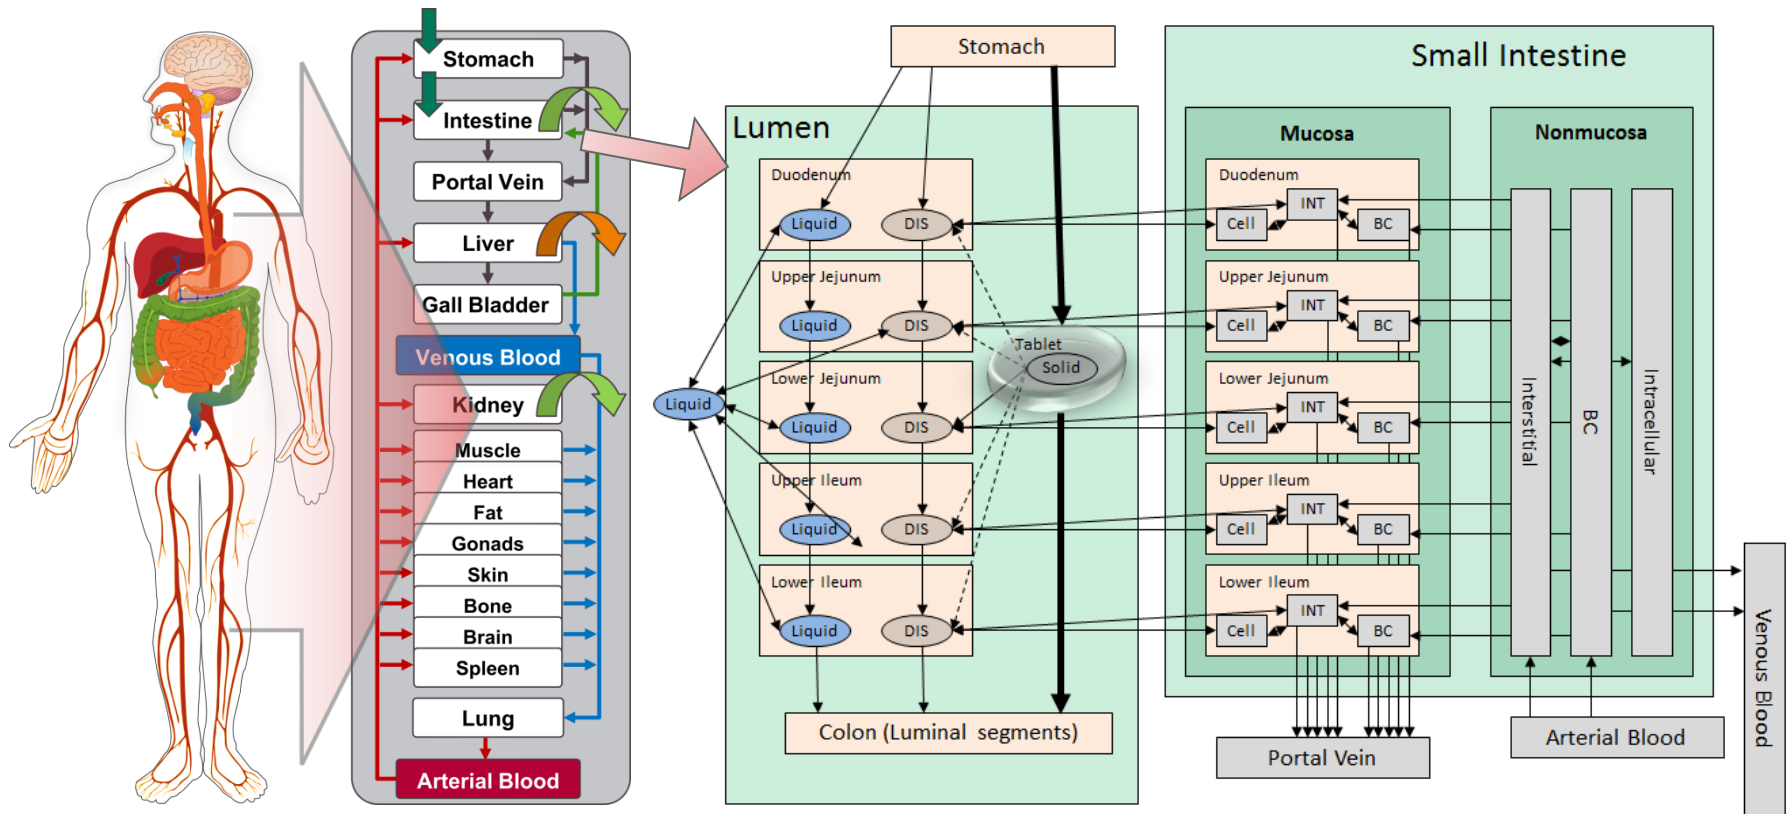 Stomach
Intestine
Portal Vein
Liver
Gall Bladder
Venous Blood
Kidney
Muscle
Heart
Fat
Gonads
Skin
Bone
Brain
Spleen
Lung
Arterial Blood
Stomach
Lumen
Duodenum
Liquid
DIS
Upper Jejunum
Liquid
DIS
Tablet
Solid
Lower Jejunum
Liquid
Liquid
DIS
Upper Ileum
Liquid
DIS
Lower Ileum
Liquid
DIS
Colon (Luminal segments)
Small Intestine
Mucosa
Duodenum
INT
Cell
BC
Upper Jejunum
INT
Cell
BC
Lower Jejunum
INT
Cell
BC
Upper Ileum
INT
Cell
BC
Lower Ileum
INT
Cell
BC
Portal Vein
Nonmucosa
Interstitial
BC
Intracellular
Arterial Blood
Venous Blood